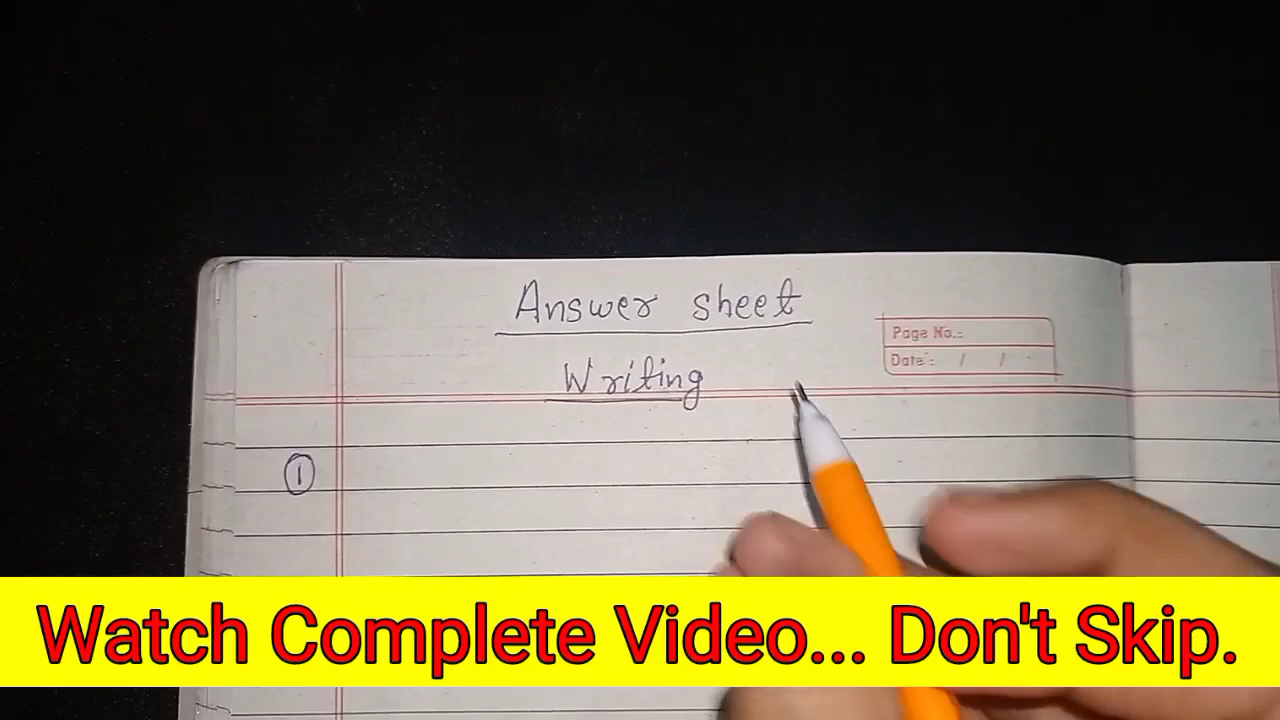 Answer sheet
Writing
Page No.:
Date : / /
1
Watch Complete Video... Don't Skip.